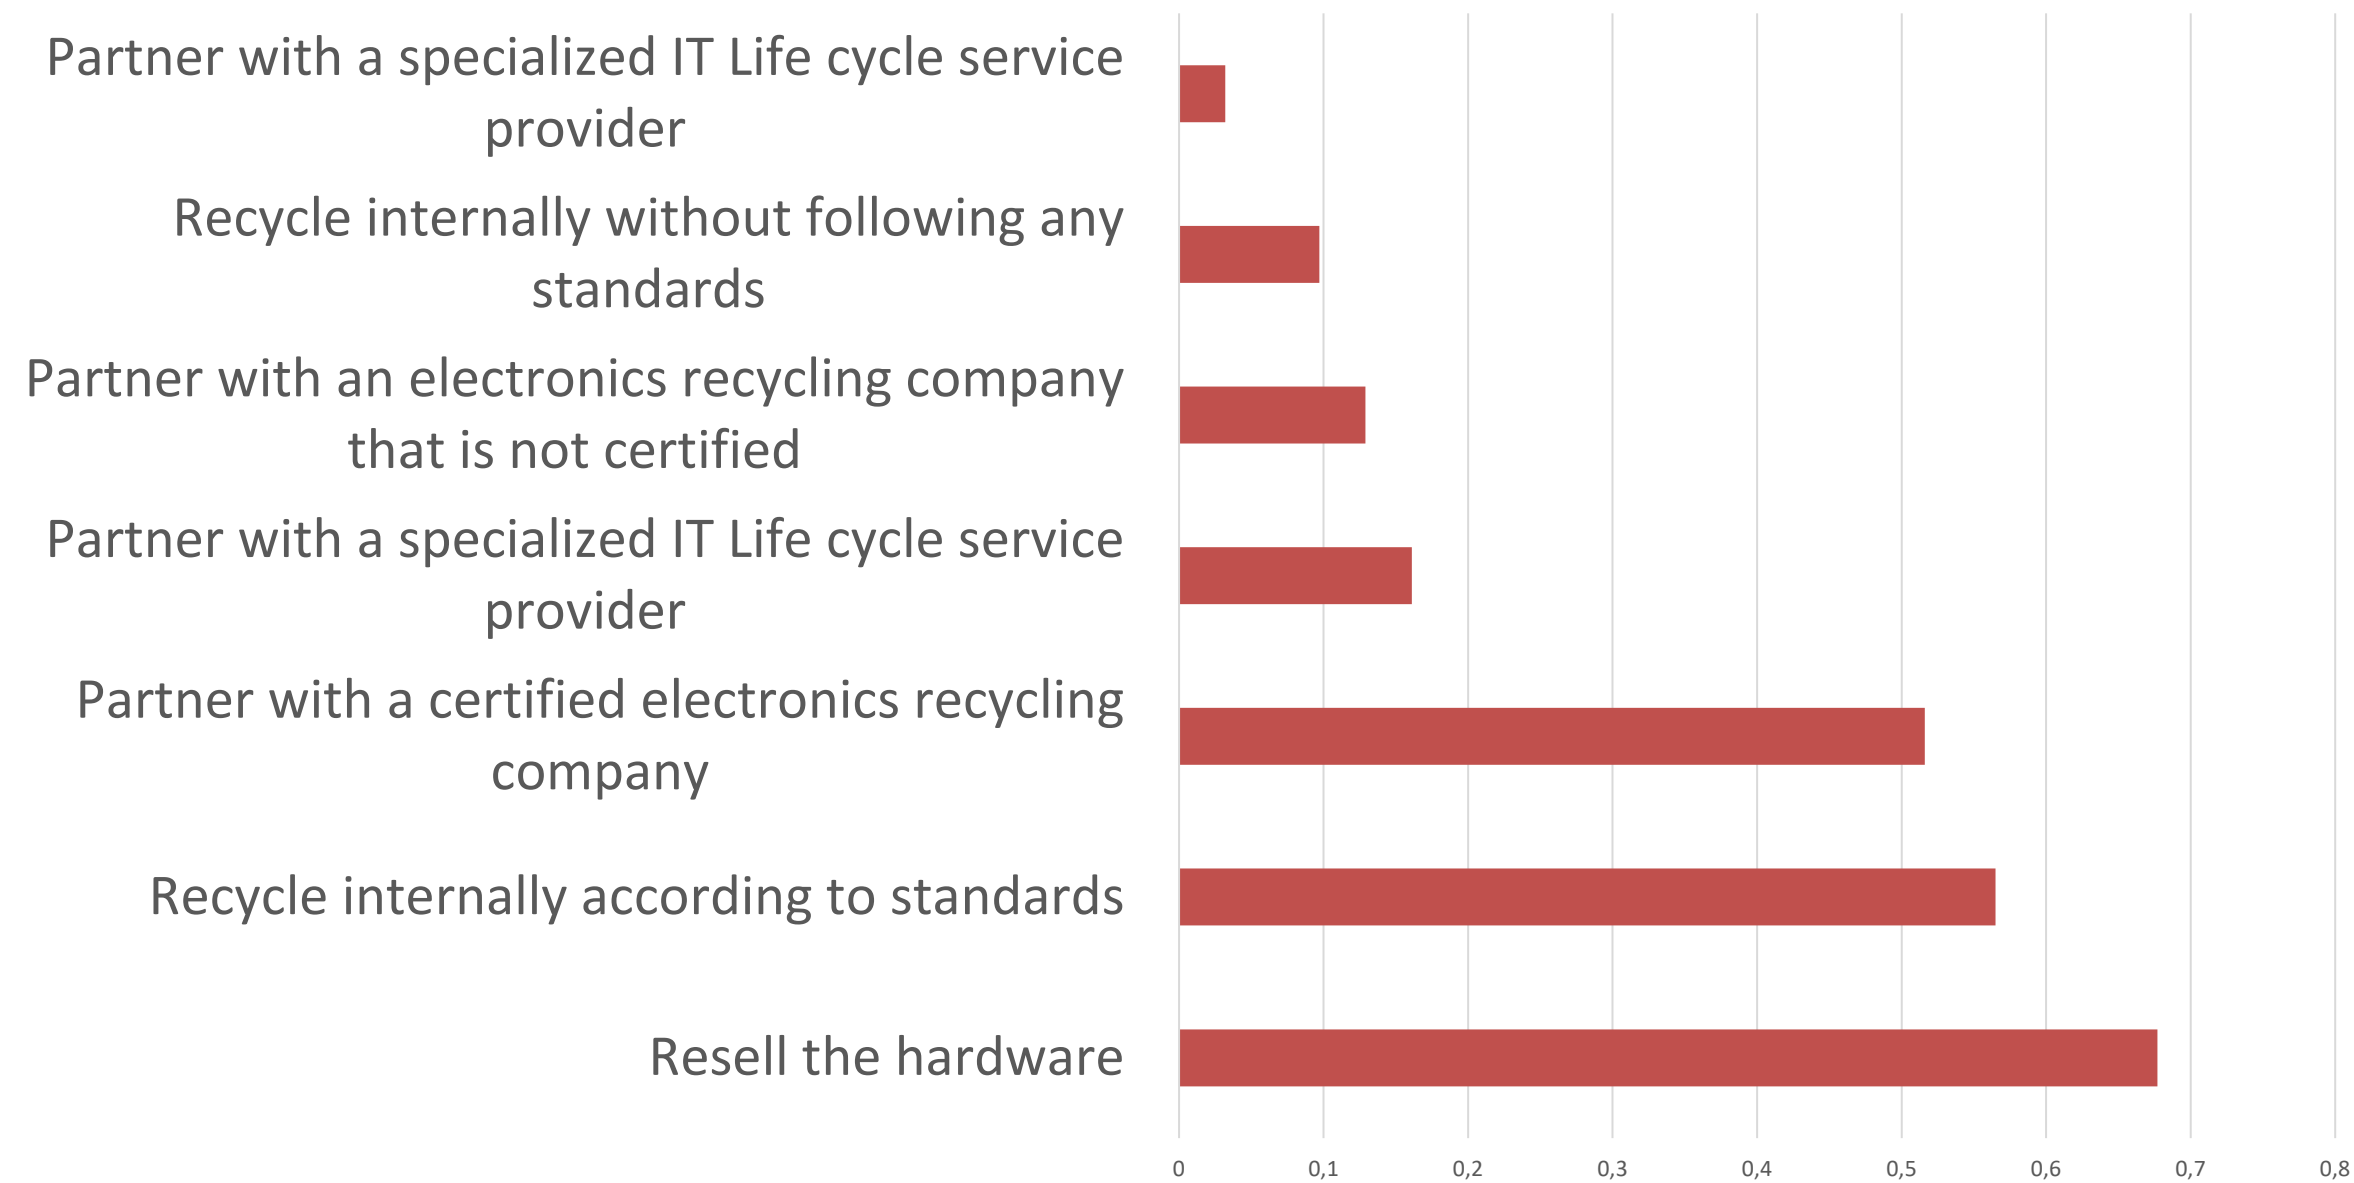 Partner with a specialized IT Life cycle service
provider
Recycle internally without following any
standards
Partner with an electronics recycling company
that is not certified
Partner with a specialized IT Life cycle service
provider
Partner with a certified electronics recycling
company
Recycle internally according to standards
Resell the hardware
0 0,1 0,2 0,3 0,4 0,5 0,6 0,7 0,8